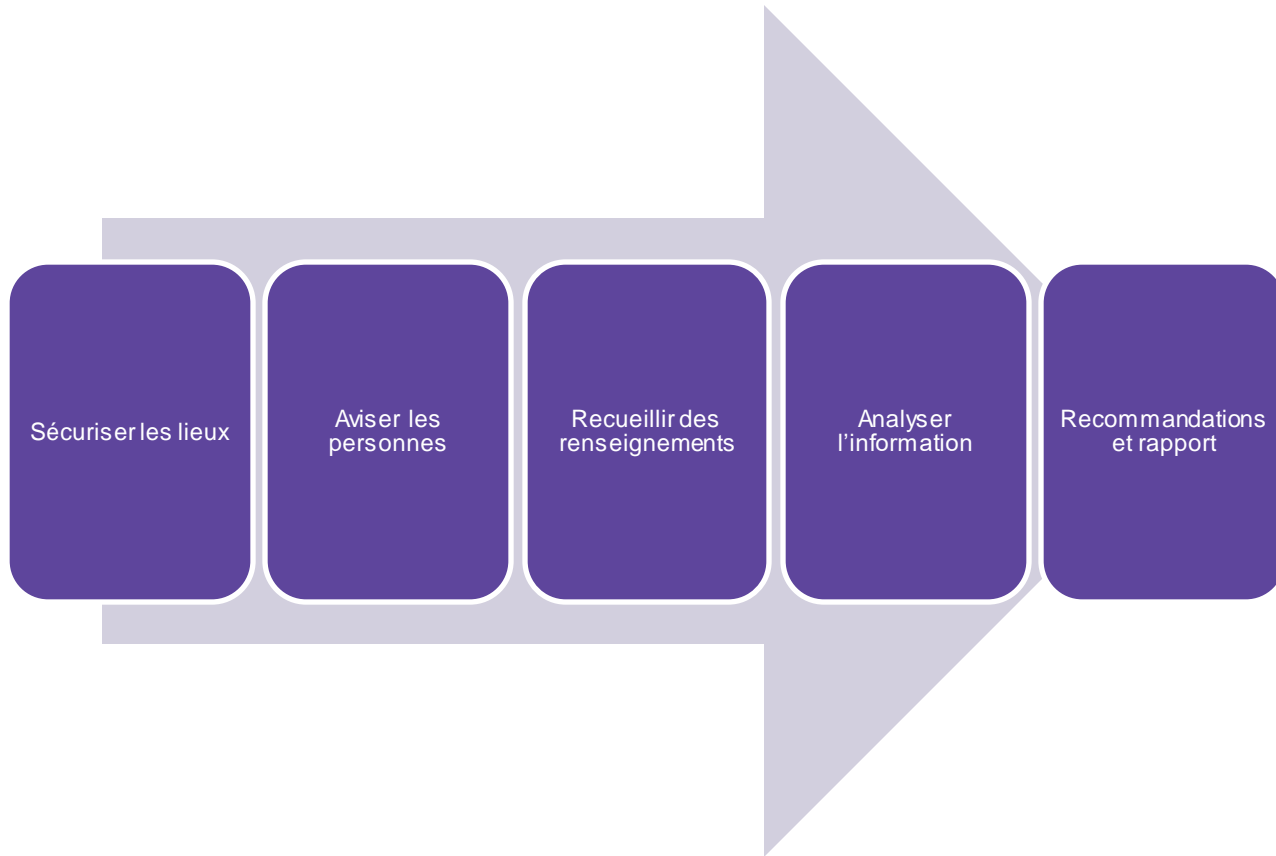 Sécuriser les lieux
Aviser les
personnes
Recueillir des
renseignements
Analyser
l’information
Recommandations
et rapport